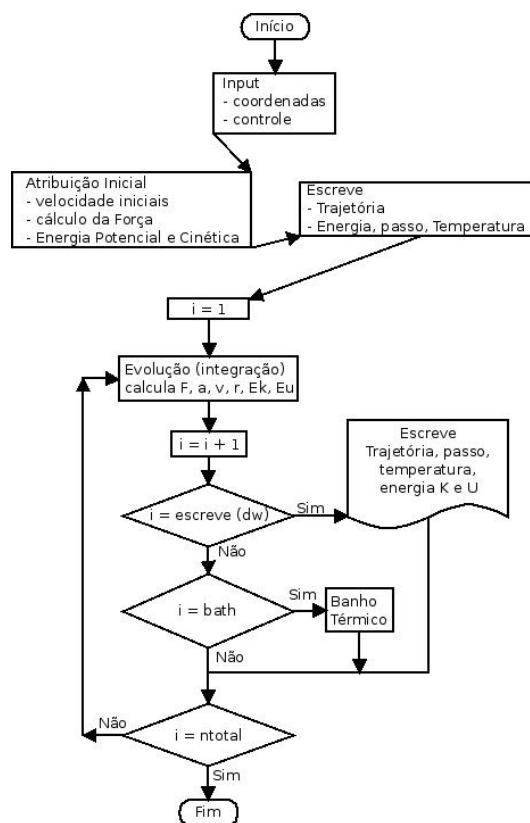 Início
Input
- coordenadas
- controle
Atribuição Inicial
- velocidade iniciais
- cálculo da Força
- Energia Potencial e Cinética
Escreve
- Trajetória
- Energia, passo, Temperatura
i = 1
Evolução (integração)
calcula F, a, v, r, Ek, Eu
i = i + 1
i = escreve (dw)
Sim
Não
Escreve
Trajetória, passo,
temperatura,
energia K e U
i = bath
Sim
Não
Banho
Térmico
i = ntotal
Não
Sim
Fim